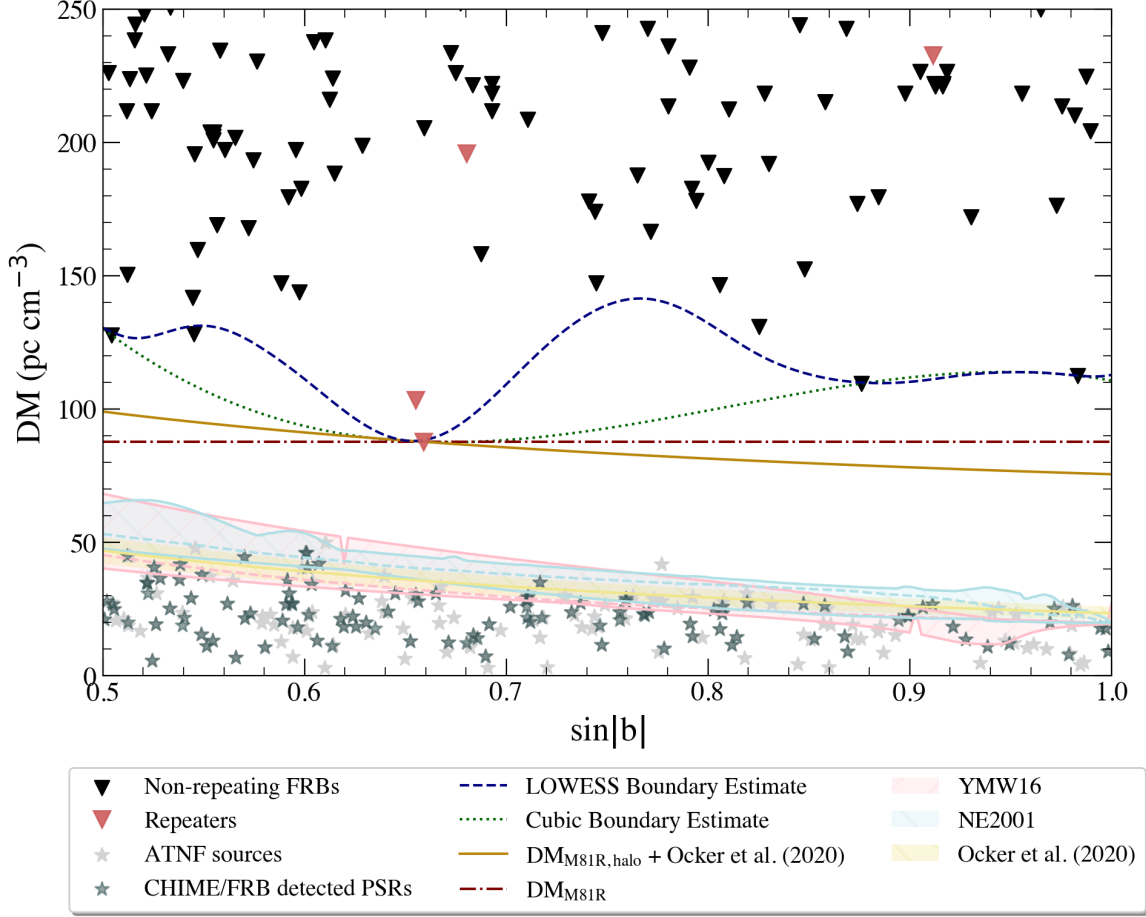 250
200
150
100
50
0
DM (pc cm⁻³)
0.5 0.6 0.7 0.8 0.9 1.0
sin|b|
Non-repeating FRBs
Repeaters
ATNF sources
CHIME/FRB detected PSRs
LOWESS Boundary Estimate
Cubic Boundary Estimate
DM_M81R,halo + Ocker et al. (2020)
DM_M81R
YMW16
NE2001
Ocker et al. (2020)